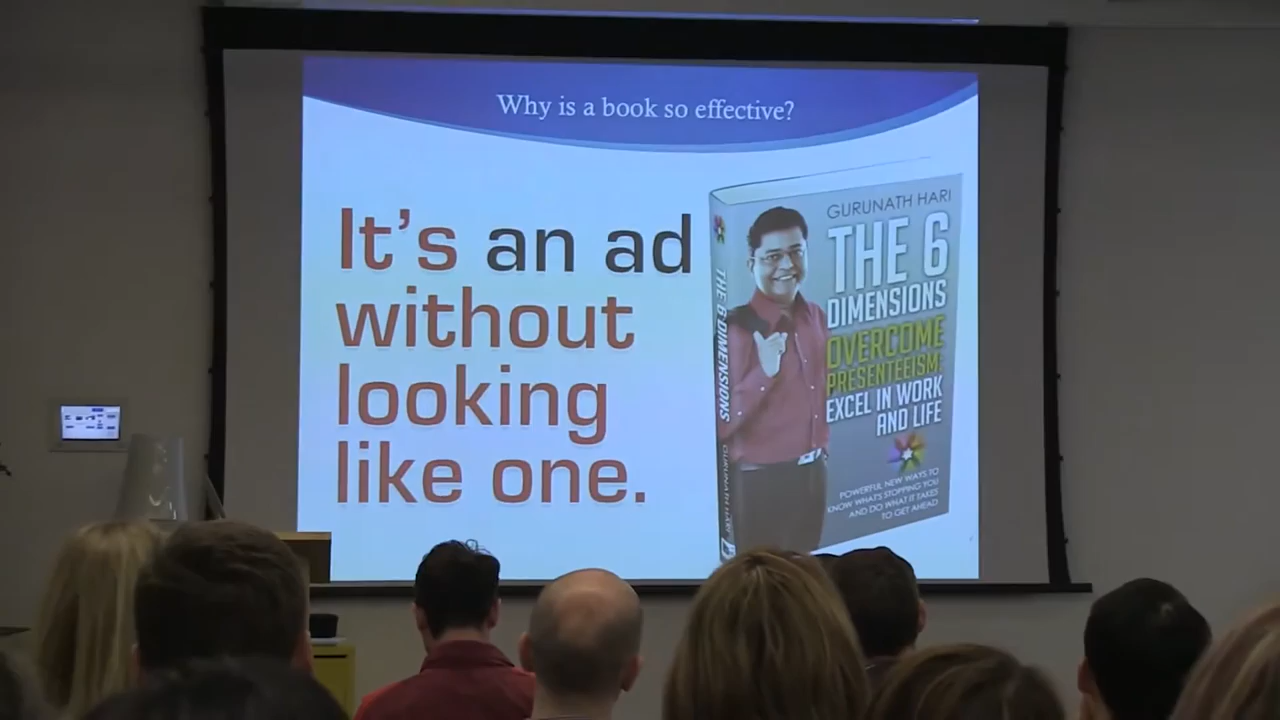 Why is a book so effective?
It's an ad
without
looking
like one.
GURUNATH HARI
THE 6
DIMENSIONS
OVERCOME
PRESENTEEISM:
EXCEL IN WORK
AND LIFE
POWERFUL NEW WAYS TO
KNOW WHAT'S STOPPING YOU
AND DO WHAT IT TAKES
TO GET AHEAD
THE 6 DIMENSIONS
GURUNATH HARI